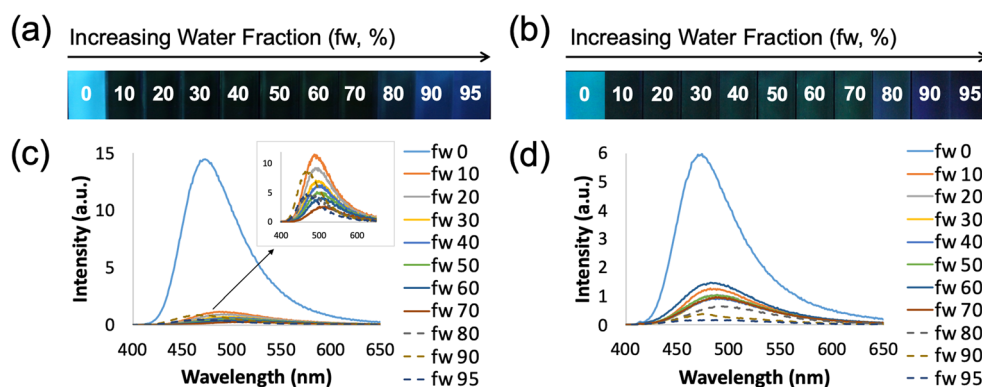 (a)
Increasing Water Fraction (fw, %)
0 10 20 30 40 50 60 70 80 90 95
(b)
Increasing Water Fraction (fw, %)
0 10 20 30 40 50 60 70 80 90 95
(c)
15
10
5
0
400 450 500 550 600 650
Intensity (a.u.)
Wavelength (nm)
10
5
0
400 500 600
fw 0
fw 10
fw 20
fw 30
fw 40
fw 50
fw 60
fw 70
fw 80
fw 90
fw 95
(d)
6
5
4
3
2
1
0
400 450 500 550 600 650
Intensity (a.u.)
Wavelength (nm)
fw 0
fw 10
fw 20
fw 30
fw 40
fw 50
fw 60
fw 70
fw 80
fw 90
fw 95